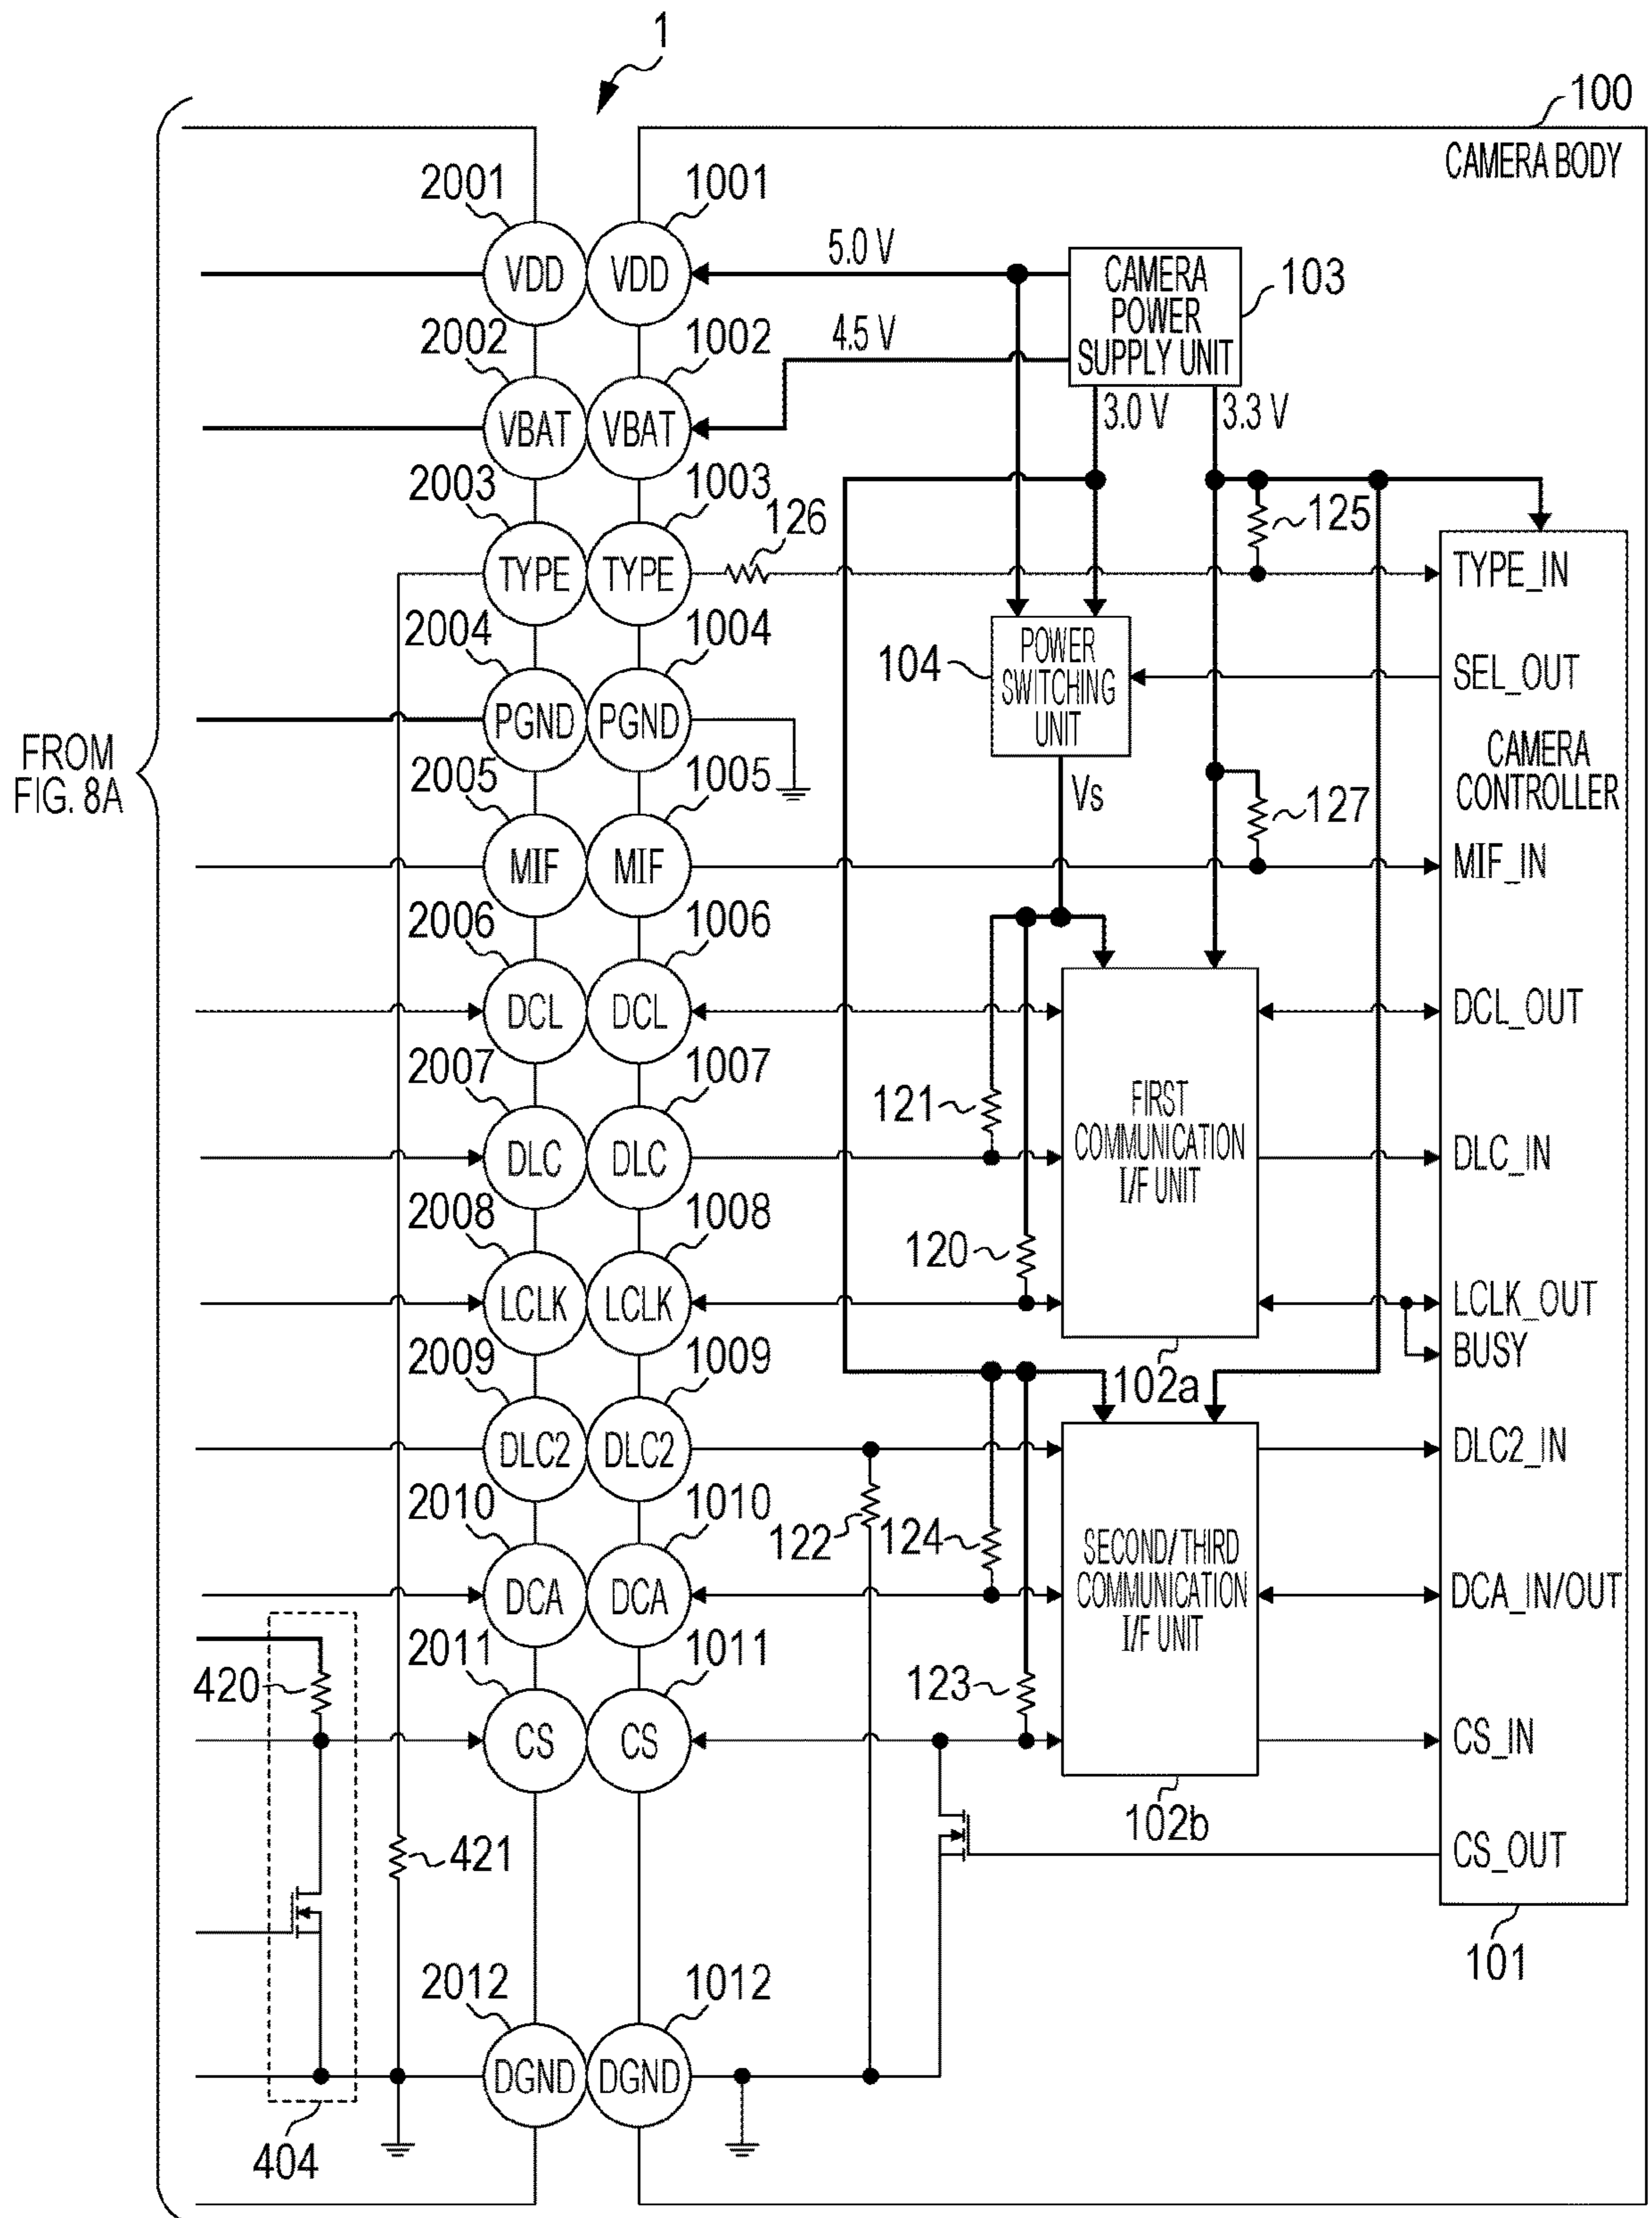 1
100
CAMERA BODY
2001
1001
VDD
VDD
5.0 V
CAMERA
POWER
SUPPLY UNIT
103
2002
1002
4.5 V
VBAT
VBAT
3.0 V
3.3 V
2003
1003
126
125
TYPE
TYPE
TYPE_IN
2004
1004
104
POWER
SWITCHING
UNIT
SEL_OUT
PGND
PGND
FROM
FIG. 8A
CAMERA
CONTROLLER
2005
1005
Vs
127
MIF
MIF
MIF_IN
2006
1006
DCL
DCL
DCL_OUT
2007
1007
121
FIRST
COMMUNICATION
I/F UNIT
DLC
DLC
DLC_IN
2008
1008
120
LCLK
LCLK
LCLK_OUT
BUSY
2009
1009
102a
DLC2
DLC2
DLC2_IN
2010
1010
122
124
SECOND/THIRD
COMMUNICATION
I/F UNIT
DCA
DCA
DCA_IN/OUT
2011
1011
420
123
CS
CS
CS_IN
102b
421
CS_OUT
101
2012
1012
DGND
DGND
404